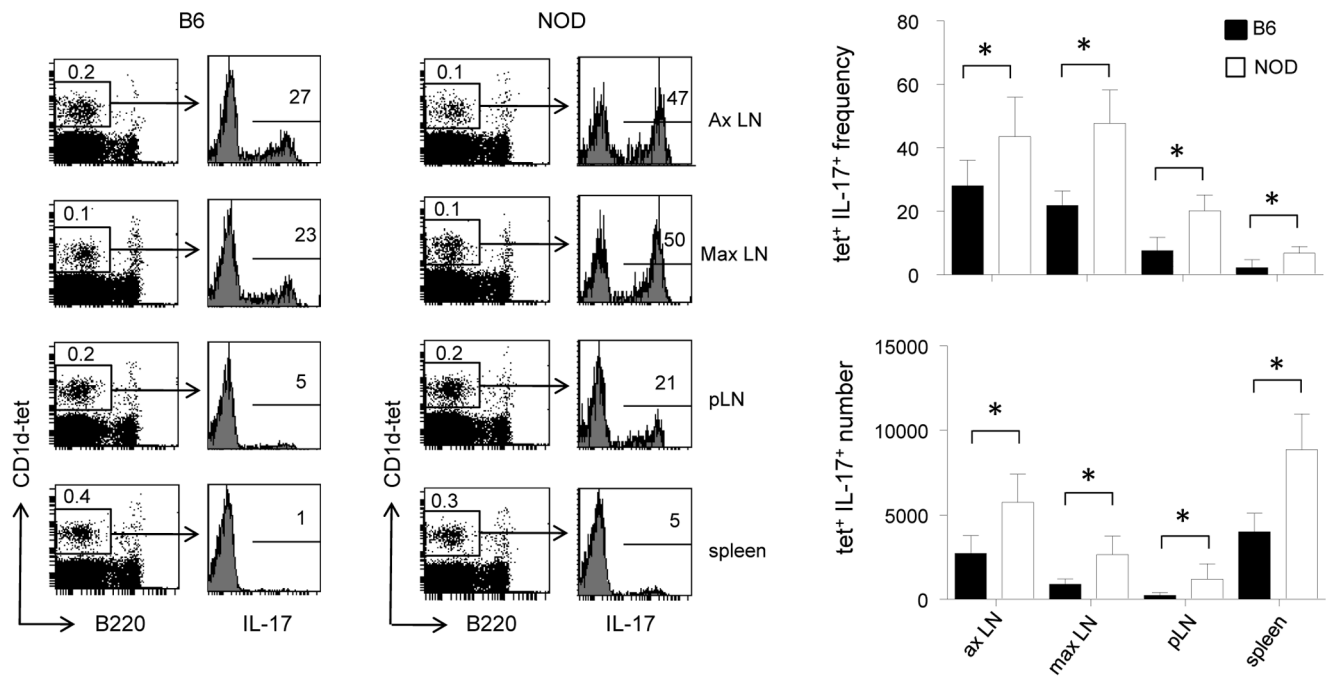 B6
NOD
0.2
27
0.1
47
Ax LN
0.1
23
0.1
50
Max LN
0.2
5
0.2
21
pLN
0.4
1
0.3
5
spleen
CD1d-tet
B220
IL-17
CD1d-tet
B220
IL-17
tet⁺ IL-17⁺ frequency
80
60
40
20
0
B6
NOD
*
*
*
*
tet⁺ IL-17⁺ number
15000
10000
5000
0
*
*
*
*
ax LN
max LN
pLN
spleen